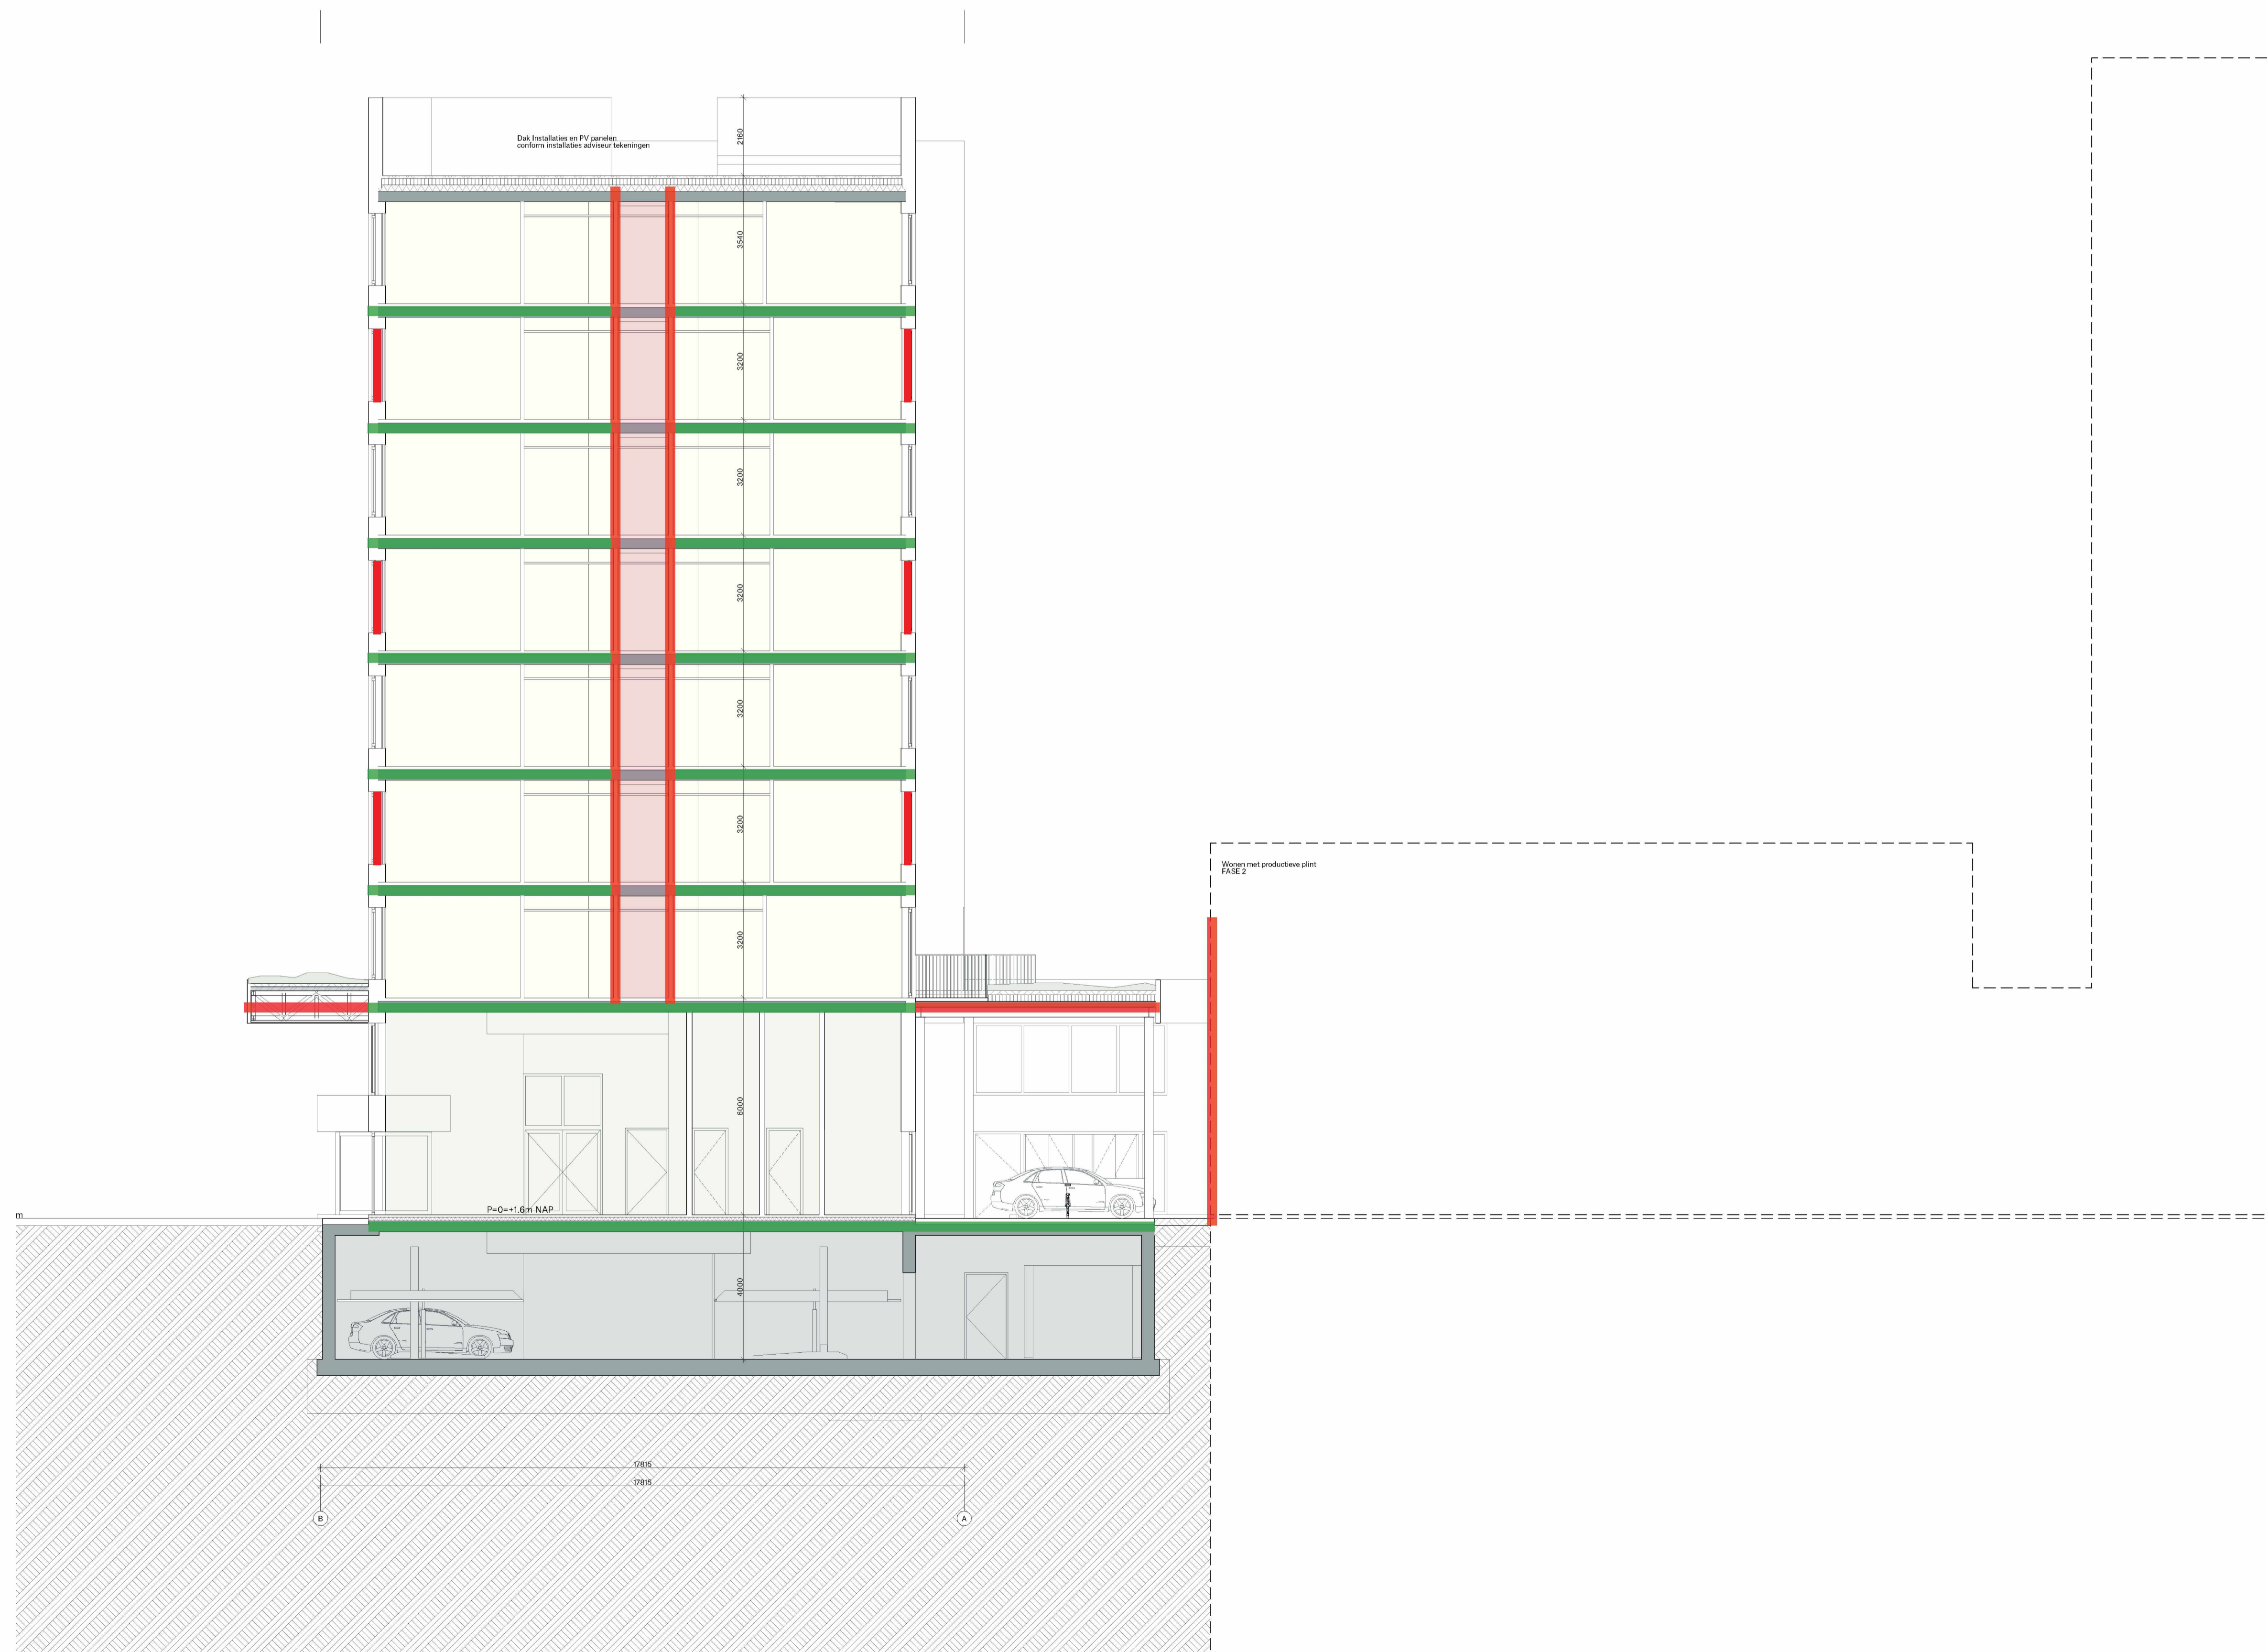 Dak Installaties en PV panelen
conform installaties adviseur tekeningen
2160
3540
3200
3200
3200
3200
3200
3200
Wonen met productieve plint
FASE 2
6000
m
P=0=+1.6m NAP
4000
17815
17815
B
A